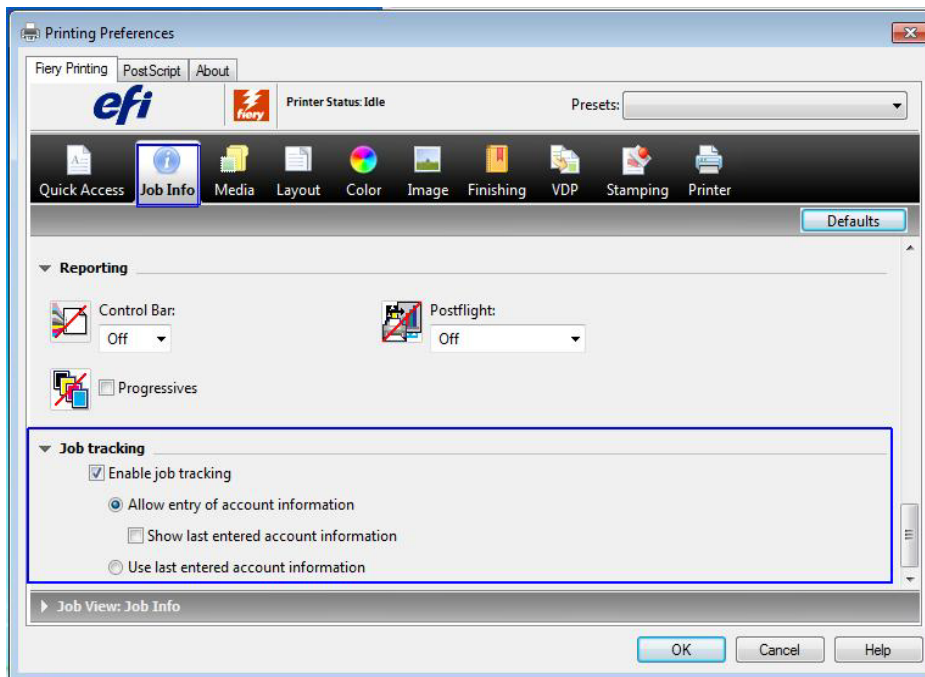 Printing Preferences
Fiery Printing PostScript About
efi fiery Printer Status: Idle Presets:
Quick Access Job Info Media Layout Color Image Finishing VDP Stamping Printer
Defaults
Reporting
Control Bar: Postflight:
Off Off
Progressives
Job tracking
Enable job tracking
Allow entry of account information
Show last entered account information
Use last entered account information
Job View: Job Info
OK Cancel Help